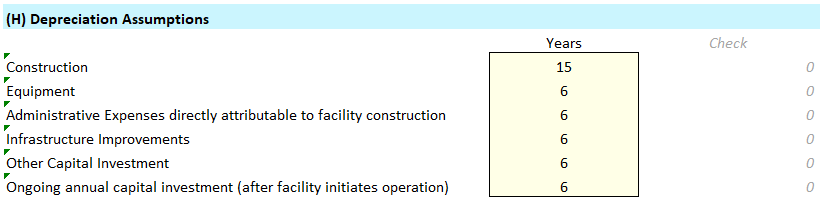 (H) Depreciation Assumptions
Years Check
Construction 15 0
Equipment 6 0
Administrative Expenses directly attributable to facility construction 6 0
Infrastructure Improvements 6 0
Other Capital Investment 6 0
Ongoing annual capital investment (after facility initiates operation) 6 0